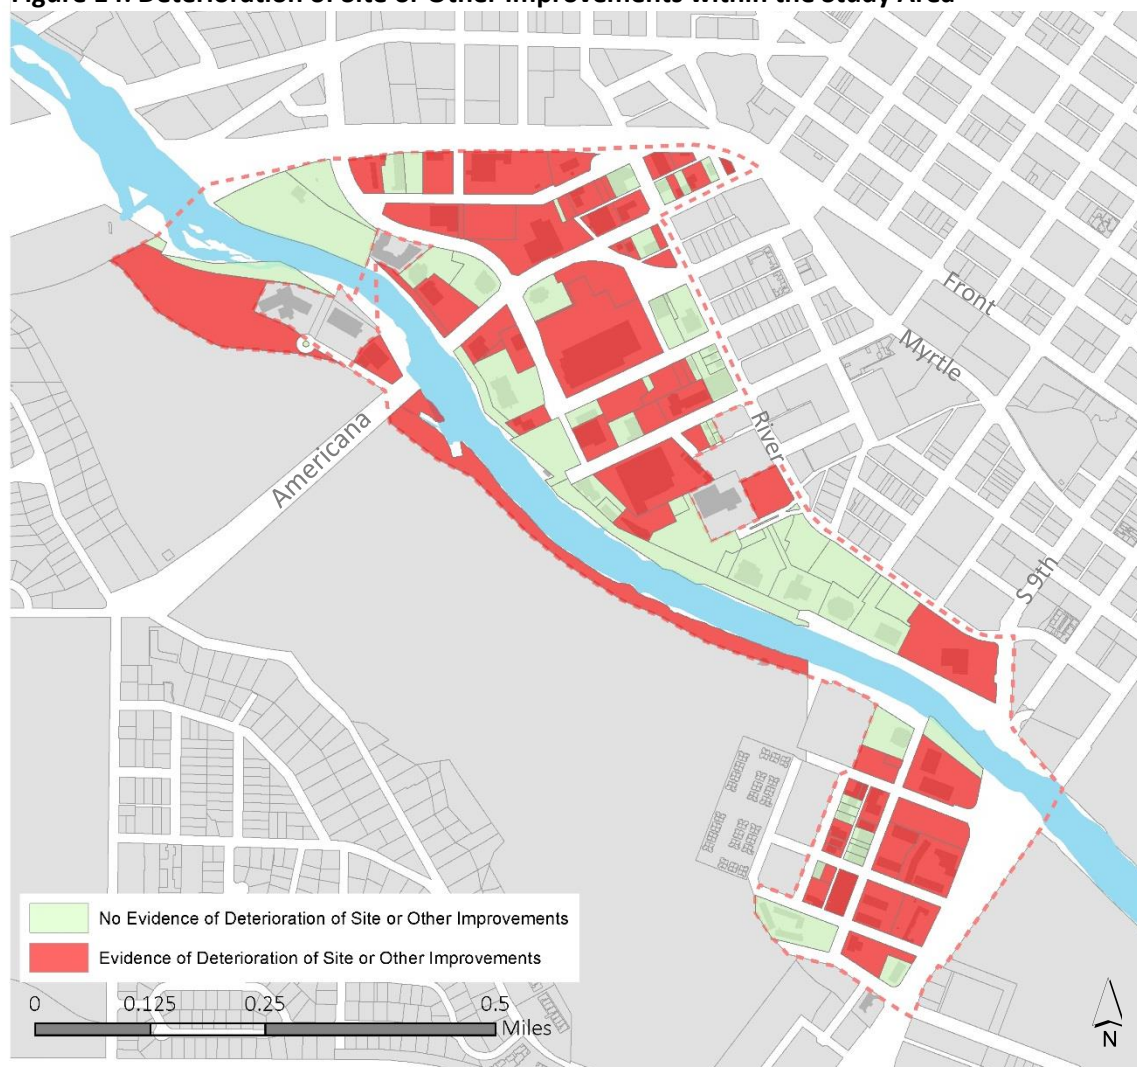 Figure 14: Deterioration of Site or Other Improvements within the Study Area
Front
Myrtle
River
Americana
S 9th
No Evidence of Deterioration of Site or Other Improvements
Evidence of Deterioration of Site or Other Improvements
0 0.125 0.25 0.5
Miles
N